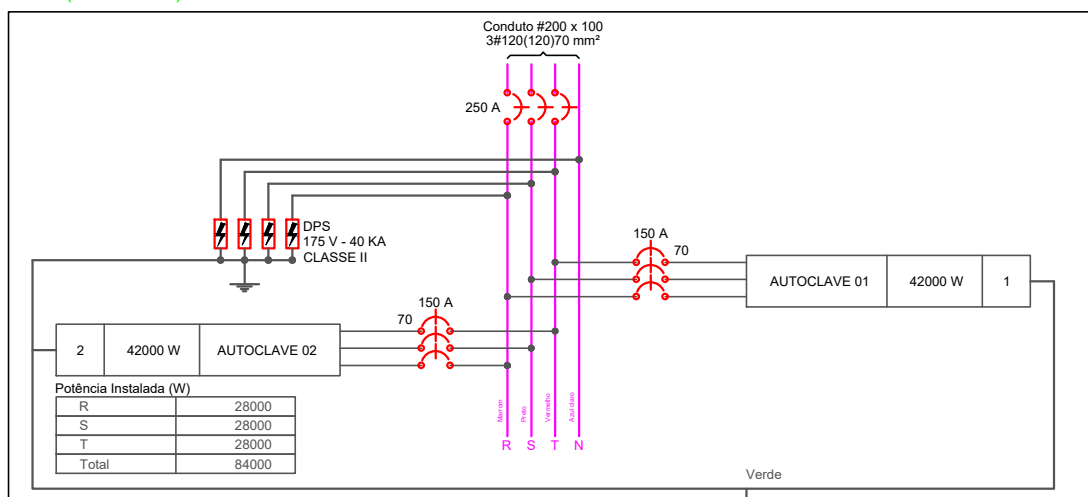 Conduto #200 x 100
3#120(120)70 mm²
250 A
DPS
175 V - 40 KA
CLASSE II
150 A
70
AUTOCLAVE 01
42000 W
1
150 A
70
2
42000 W
AUTOCLAVE 02
Potência Instalada (W)
R 28000
S 28000
T 28000
Total 84000
Marrom
Preto
Vermelho
Azul claro
R S T N
Verde